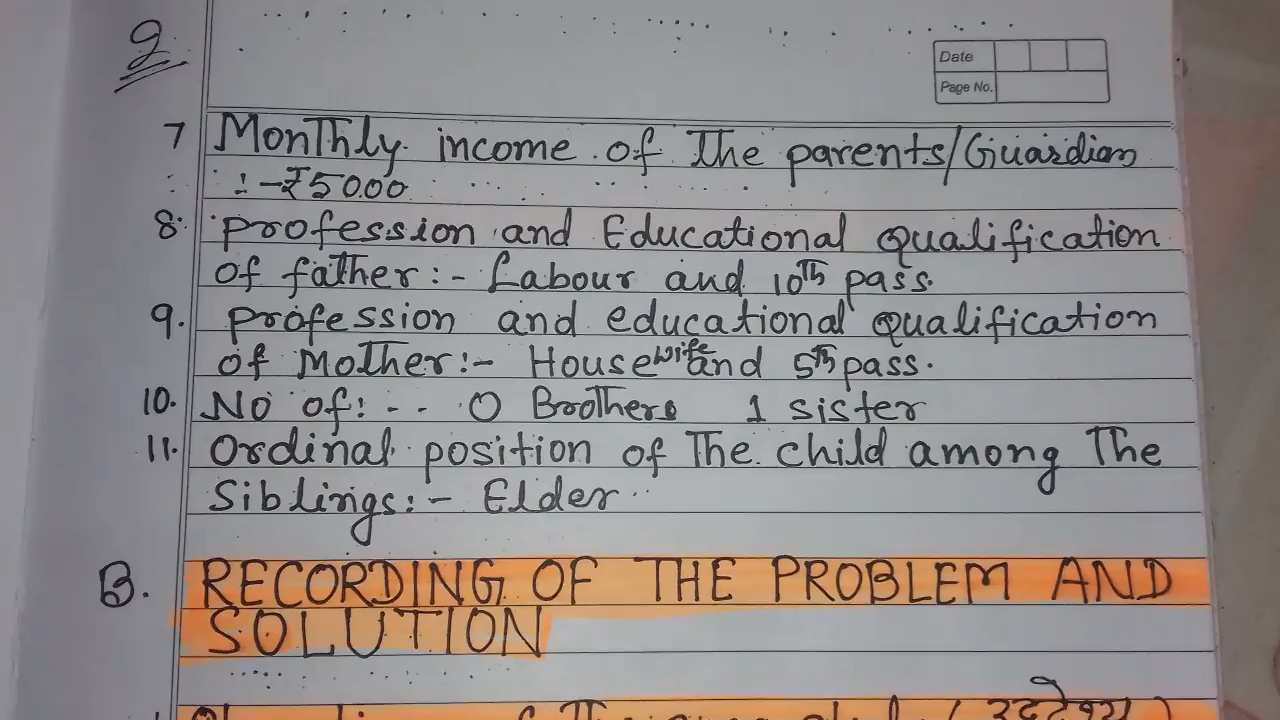 2
Date
Page No.
7 Monthly income of The parents/Guardian
:-₹5000
8. Profession and Educational qualification
of father:- Labour and 10th pass.
9. profession and educational qualification
of Mother:- Housewife and 5th pass.
10. No of:-- 0 Brothers 1 sister
11. Ordinal position of The child among The
Siblings:- Elder
B. RECORDING OF THE PROBLEM AND
SOLUTION